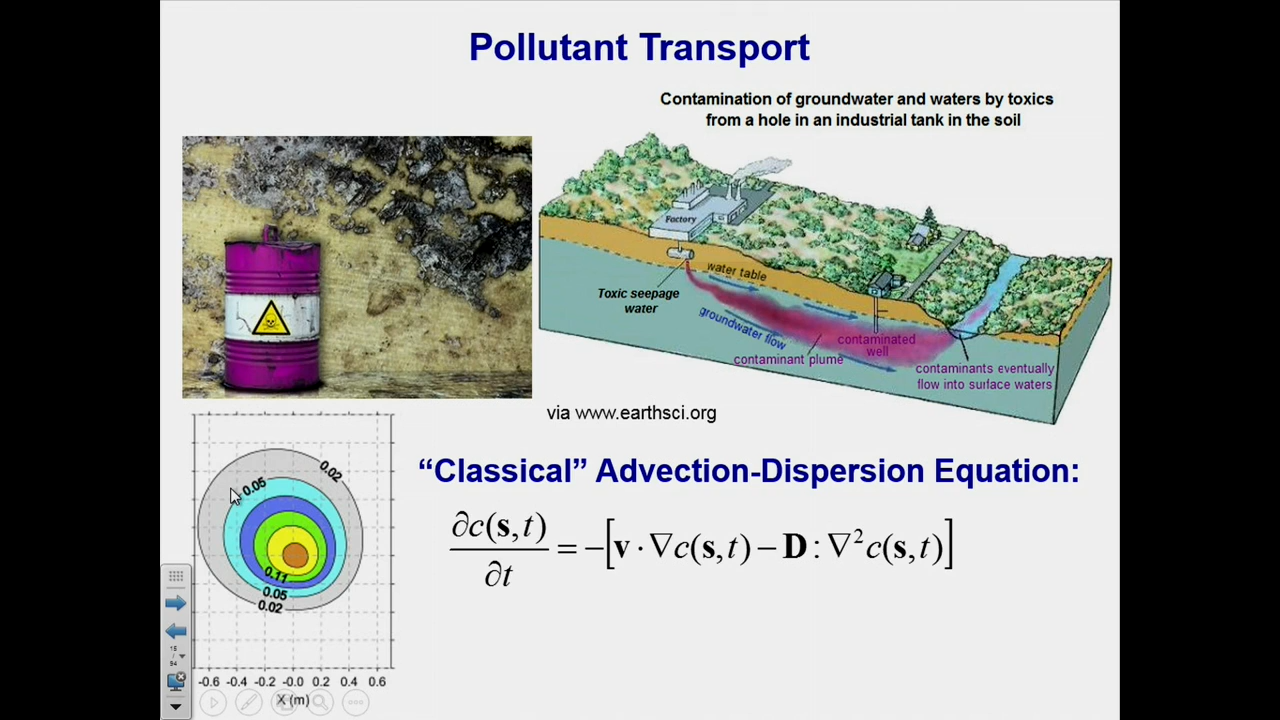 Pollutant Transport
Contamination of groundwater and waters by toxics
from a hole in an industrial tank in the soil
Factory
water table
Toxic seepage
water
groundwater flow
contaminated
well
contaminant plume
contaminants eventually
flow into surface waters
via www.earthsci.org
"Classical" Advection-Dispersion Equation:
∂c(s,t)
∂t
= −[v · ∇c(s,t) − D : ∇²c(s,t)]
0.02
0.05
0.11
0.05
0.02
-0.6 -0.4 -0.2 -0.0 0.2 0.4 0.6
X (m)
15
/
94